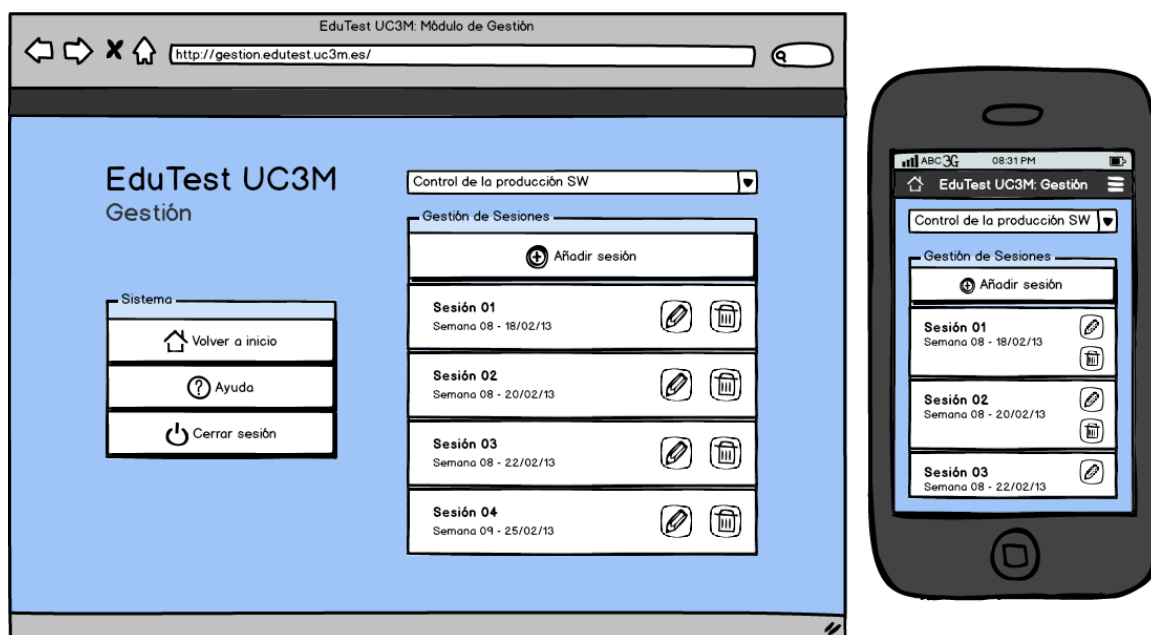 EduTest UC3M: Módulo de Gestión
http://gestion.edutest.uc3m.es/
EduTest UC3M
Gestión
Sistema
Volver a inicio
Ayuda
Cerrar sesión
Control de la producción SW
Gestión de Sesiones
Añadir sesión
Sesión 01
Semana 08 - 18/02/13
Sesión 02
Semana 08 - 20/02/13
Sesión 03
Semana 08 - 22/02/13
Sesión 04
Semana 09 - 25/02/13
ABC 3G 08:31 PM
EduTest UC3M: Gestión
Control de la producción SW
Gestión de Sesiones
Añadir sesión
Sesión 01
Semana 08 - 18/02/13
Sesión 02
Semana 08 - 20/02/13
Sesión 03
Semana 08 - 22/02/13